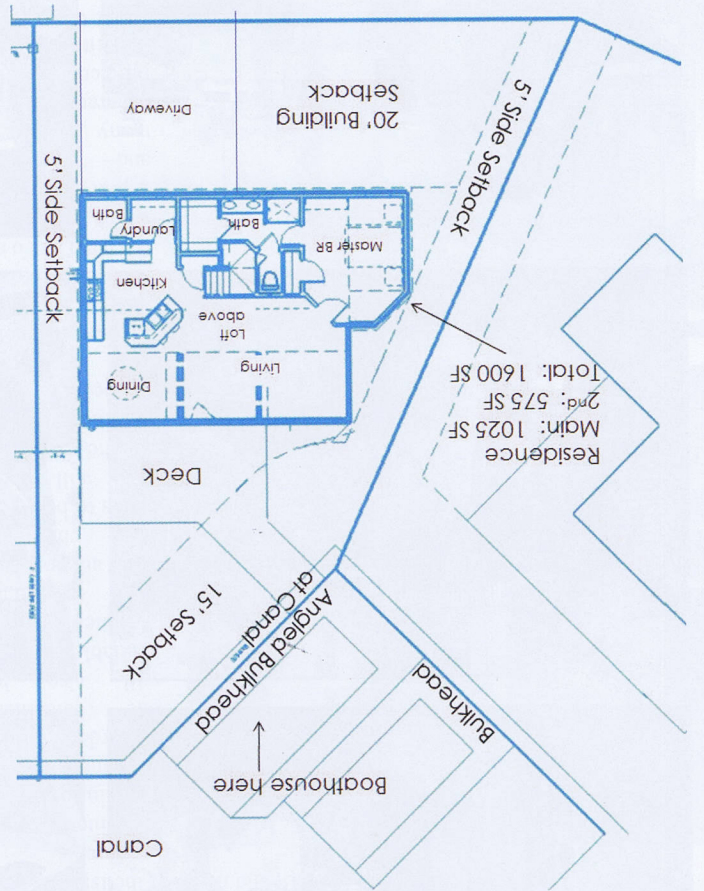 Canal
Boathouse here
Bulkhead
Angled Bulkhead
at Canal
15' Setback
Deck
Residence
Main: 1025 SF
2nd: 575 SF
Total: 1600 SF
Dining
Living
Loft
above
Kitchen
Master BR
Bath
Laundry
Bath
5' Side Setback
5' Side Setback
20' Building
Setback
Driveway